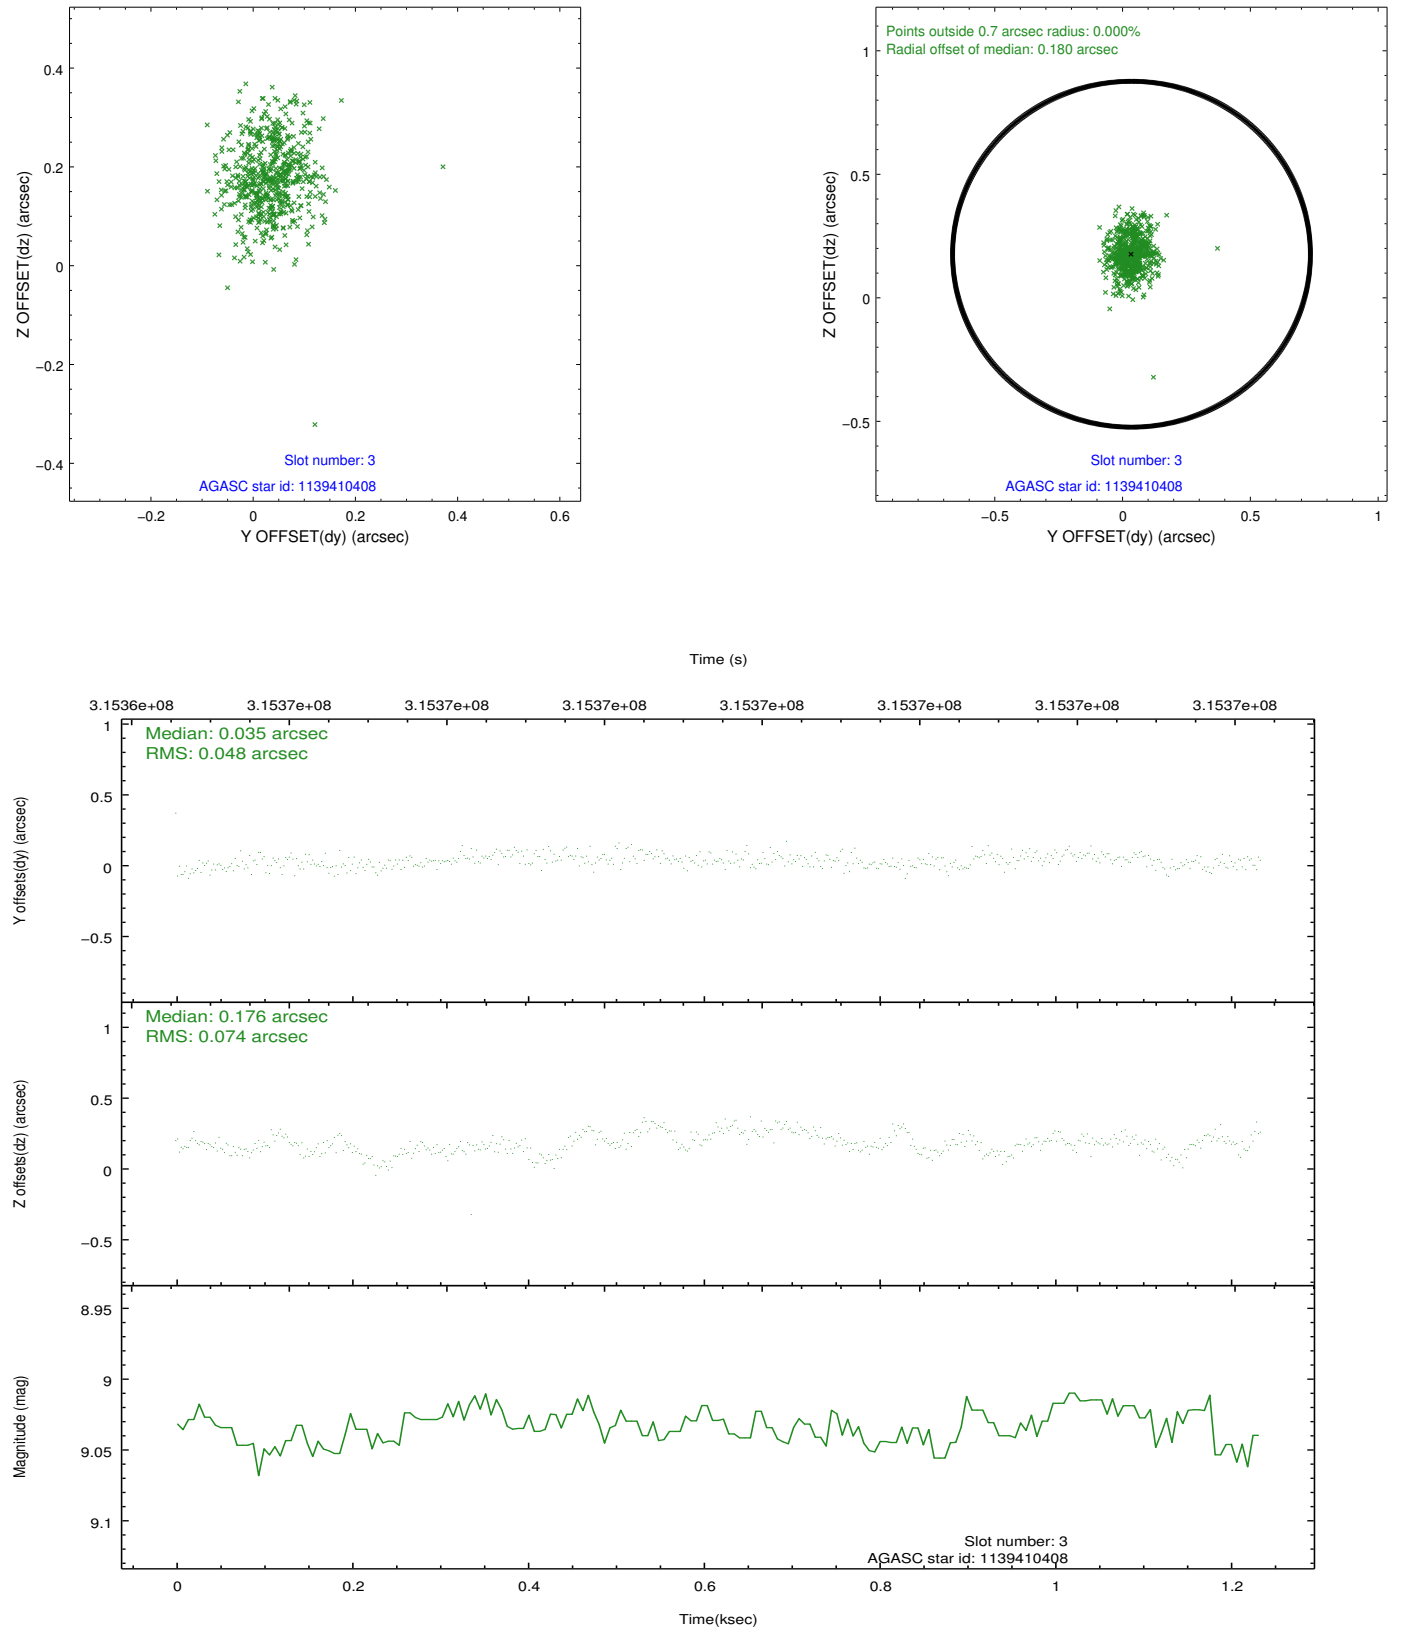 0.4
0.2
0
−0.2
−0.4
Z OFFSET(dz) (arcsec)
Slot number: 3
AGASC star id: 1139410408
−0.2
0
0.2
0.4
0.6
Y OFFSET(dy) (arcsec)
Points outside 0.7 arcsec radius: 0.000%
Radial offset of median: 0.180 arcsec
1
0.5
0
−0.5
Z OFFSET(dz) (arcsec)
Slot number: 3
AGASC star id: 1139410408
−0.5
0
0.5
1
Y OFFSET(dy) (arcsec)
Time (s)
3.1536e+08
3.1537e+08
3.1537e+08
3.1537e+08
3.1537e+08
3.1537e+08
3.1537e+08
3.1537e+08
Median: 0.035 arcsec
RMS: 0.048 arcsec
1
0.5
0
−0.5
Y offsets(dy) (arcsec)
Median: 0.176 arcsec
RMS: 0.074 arcsec
1
0.5
0
−0.5
Z offsets(dz) (arcsec)
8.95
9
9.05
9.1
Magnitude (mag)
Slot number: 3
AGASC star id: 1139410408
0
0.2
0.4
0.6
0.8
1
1.2
Time(ksec)